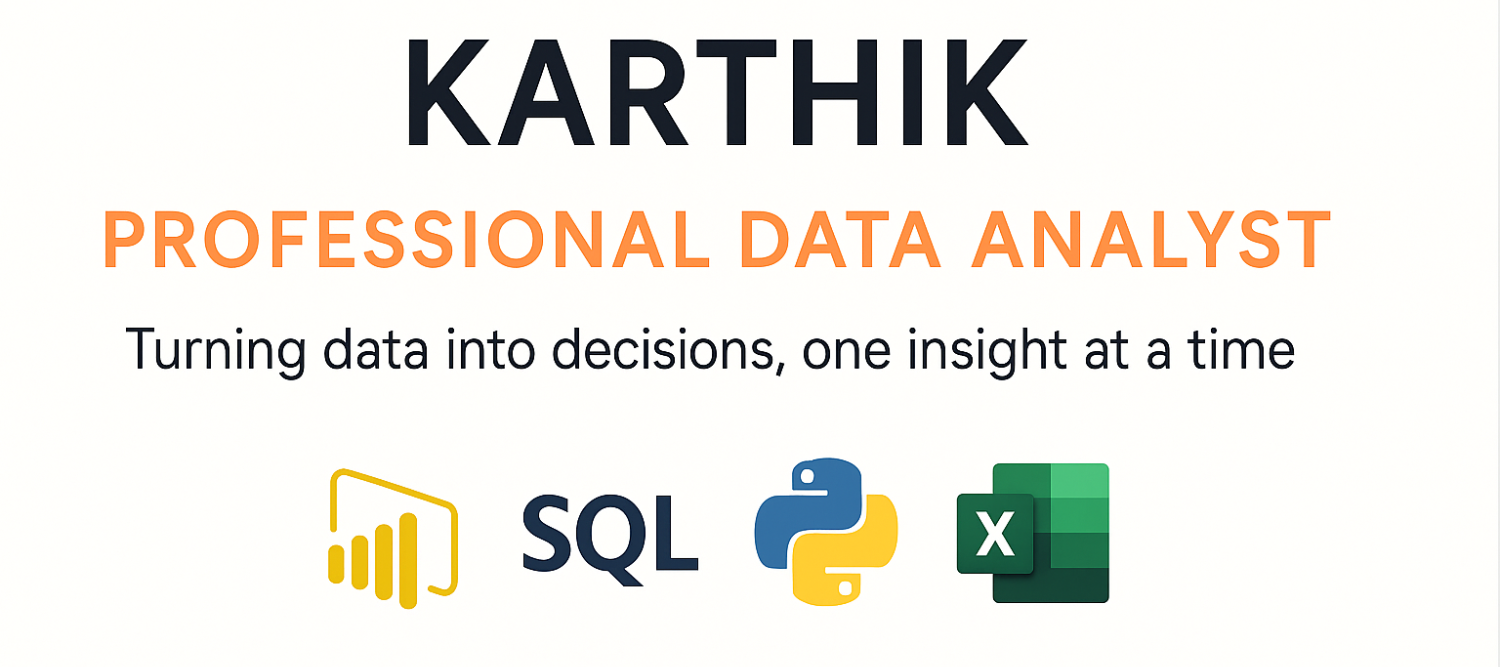 KARTHIK
PROFESSIONAL DATA ANALYST
Turning data into decisions, one insight at a time
SQL
X